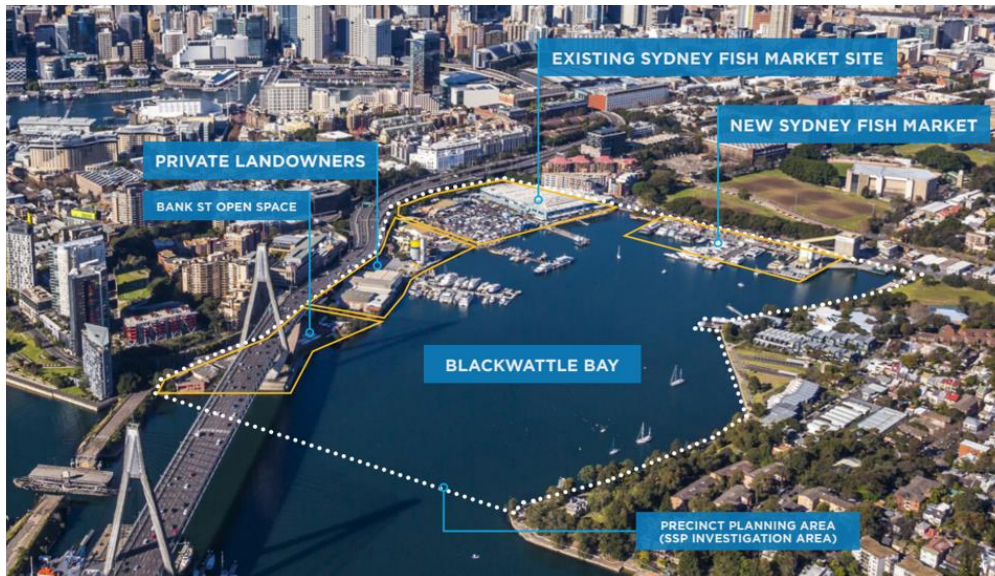 EXISTING SYDNEY FISH MARKET SITE
NEW SYDNEY FISH MARKET
PRIVATE LANDOWNERS
BANK ST OPEN SPACE
BLACKWATTLE BAY
PRECINCT PLANNING AREA
(SSP INVESTIGATION AREA)